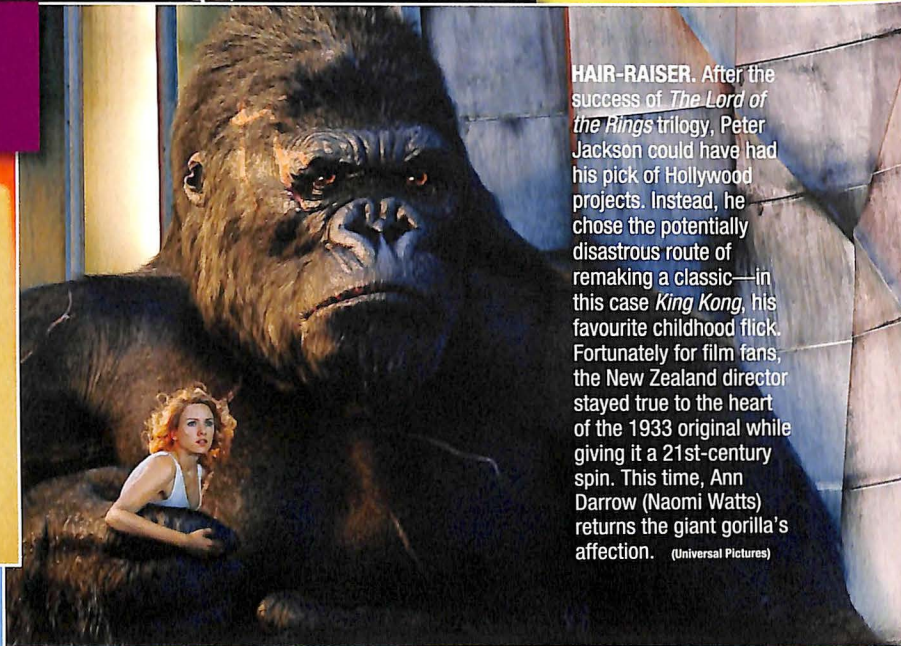 HAIR-RAISER. After the
success of The Lord of
the Rings trilogy, Peter
Jackson could have had
his pick of Hollywood
projects. Instead, he
chose the potentially
disastrous route of
remaking a classic—in
this case King Kong, his
favourite childhood flick.
Fortunately for film fans,
the New Zealand director
stayed true to the heart
of the 1933 original while
giving it a 21st-century
spin. This time, Ann
Darrow (Naomi Watts)
returns the giant gorilla's
affection. (Universal Pictures)